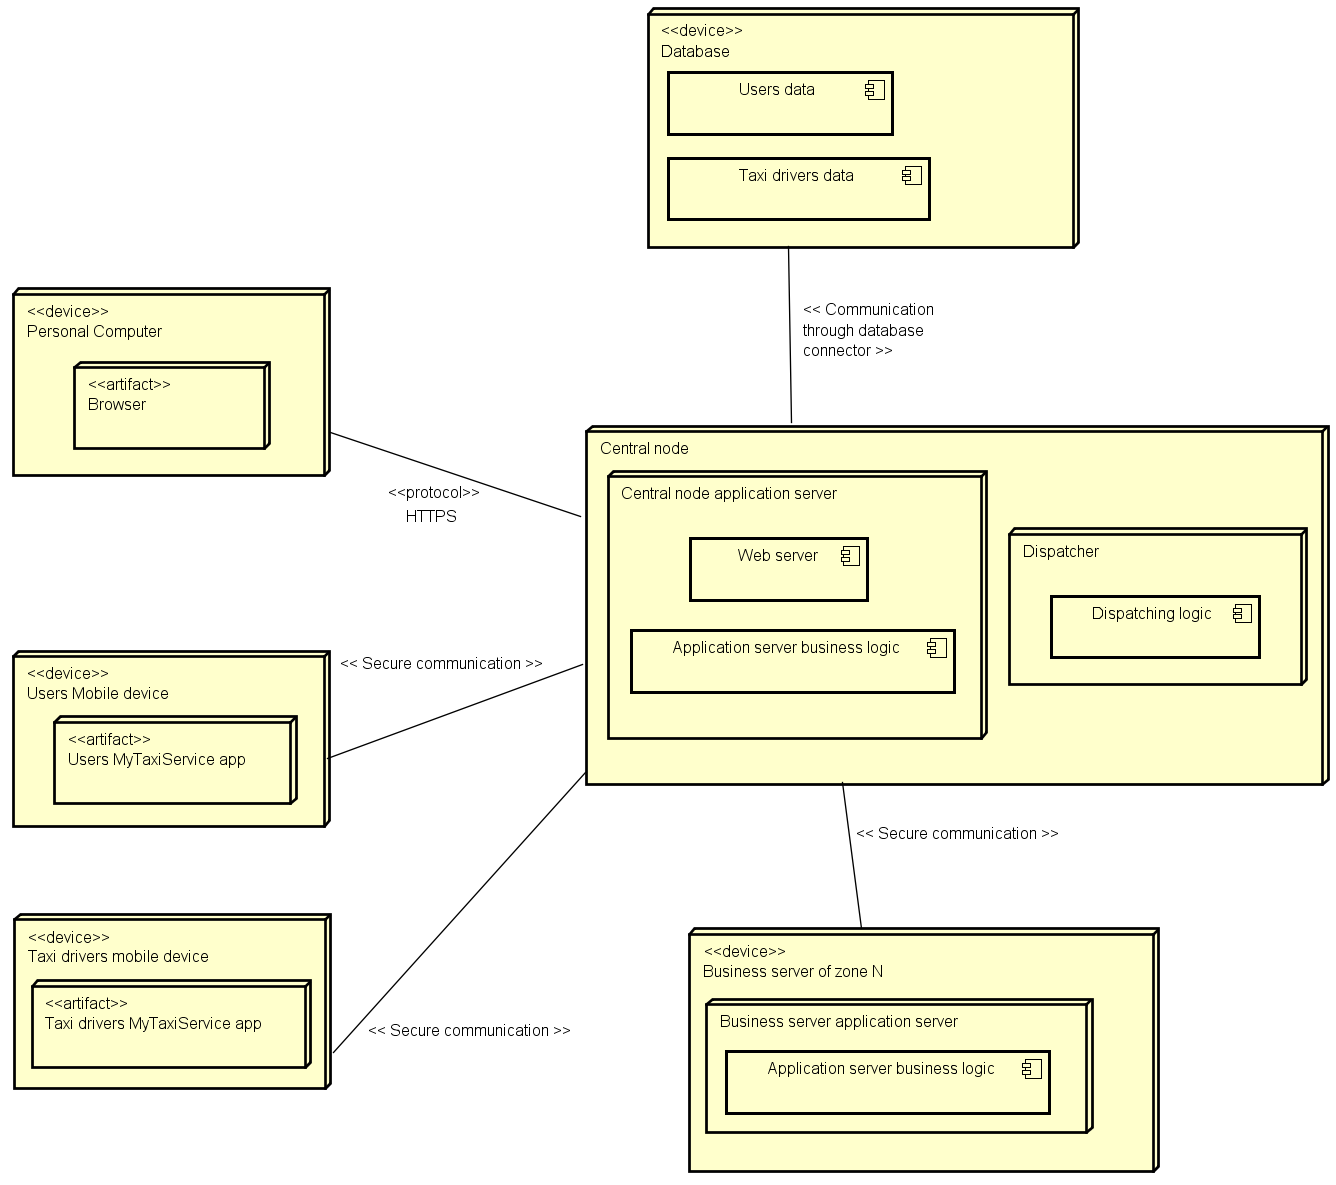 <<device>>
Database
Users data
Taxi drivers data
<< Communication
through database
connector >>
<<device>>
Personal Computer
<<artifact>>
Browser
<<protocol>>
HTTPS
Central node
Central node application server
Web server
Application server business logic
Dispatcher
Dispatching logic
<<device>>
Users Mobile device
<<artifact>>
Users MyTaxiService app
<< Secure communication >>
<< Secure communication >>
<<device>>
Taxi drivers mobile device
<<artifact>>
Taxi drivers MyTaxiService app
<< Secure communication >>
<<device>>
Business server of zone N
Business server application server
Application server business logic